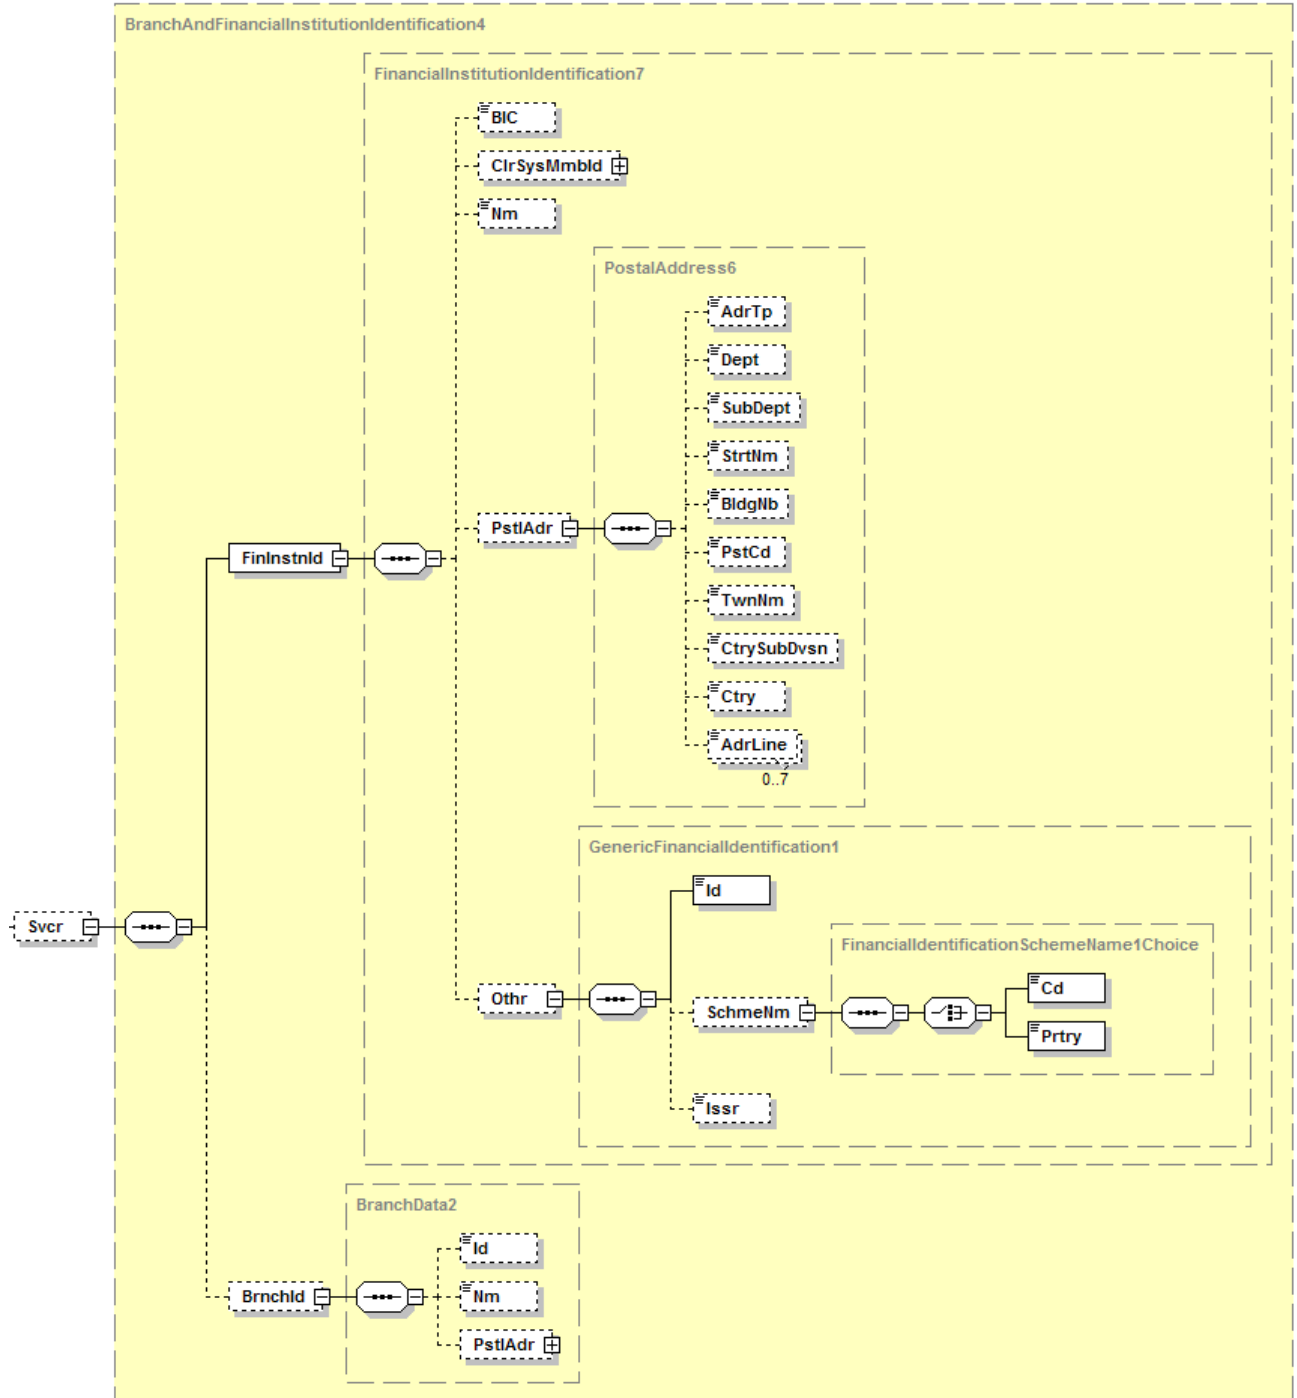 BranchAndFinancialInstitutionIdentification4
FinancialInstitutionIdentification7
BIC
ClrSysMmbId
Nm
PostalAddress6
AdrTp
Dept
SubDept
StrtNm
BldgNb
PstlAdr
PstCd
FinInstnId
TwnNm
CtrySubDvsn
Ctry
AdrLine
0..7
GenericFinancialIdentification1
Id
Svcr
FinancialIdentificationSchemeName1Choice
Cd
Othr
SchmeNm
Prtry
Issr
BranchData2
Id
BrnchId
Nm
PstlAdr